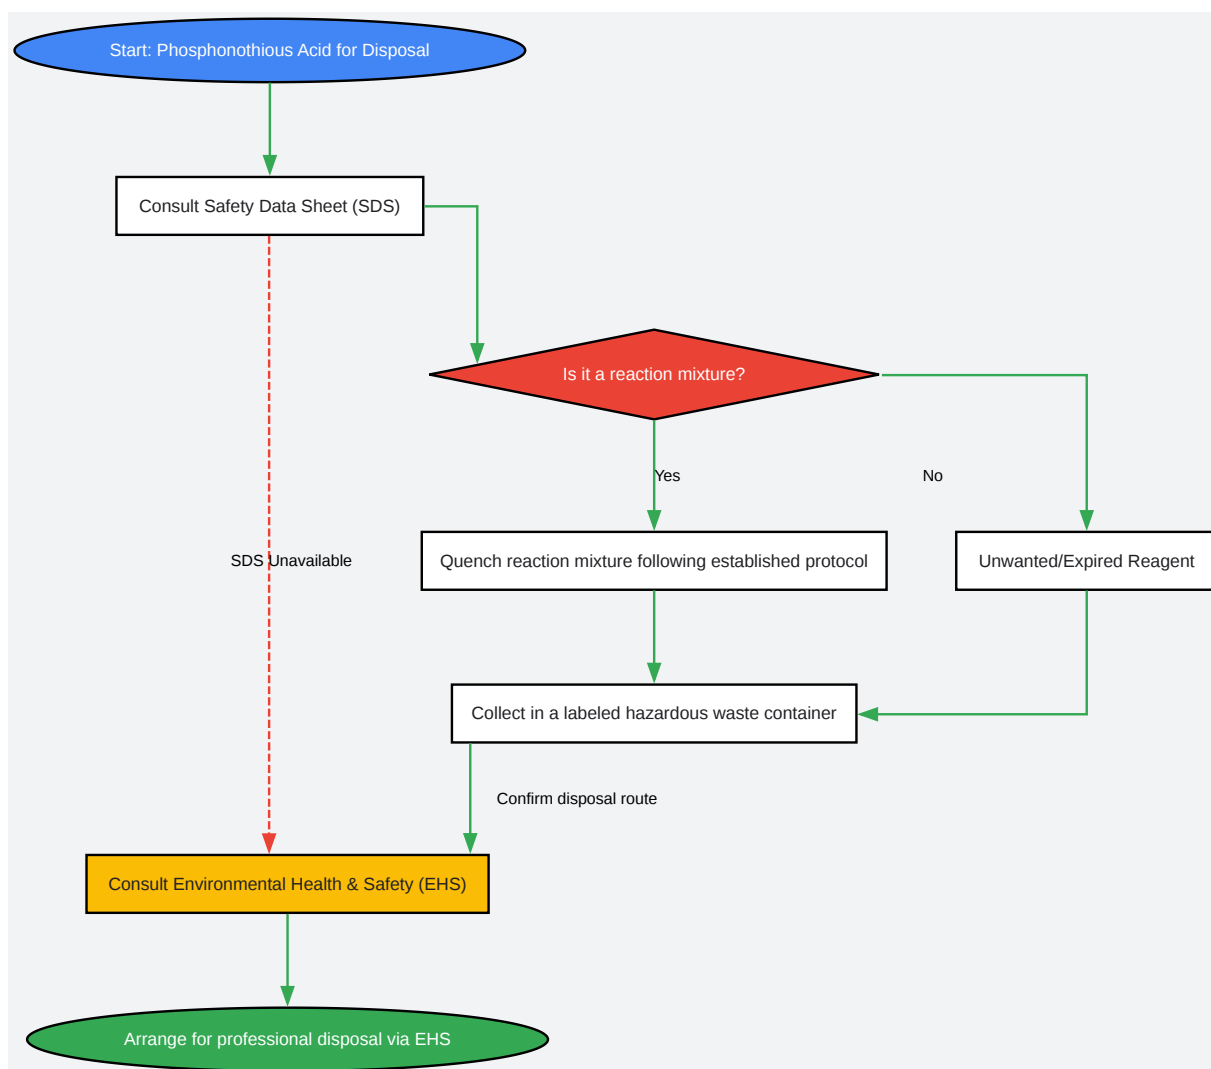 Start: Phosphonothious Acid for Disposal
Consult Safety Data Sheet (SDS)
Is it a reaction mixture?
Yes
No
SDS Unavailable
Quench reaction mixture following established protocol
Unwanted/Expired Reagent
Collect in a labeled hazardous waste container
Confirm disposal route
Consult Environmental Health & Safety (EHS)
Arrange for professional disposal via EHS